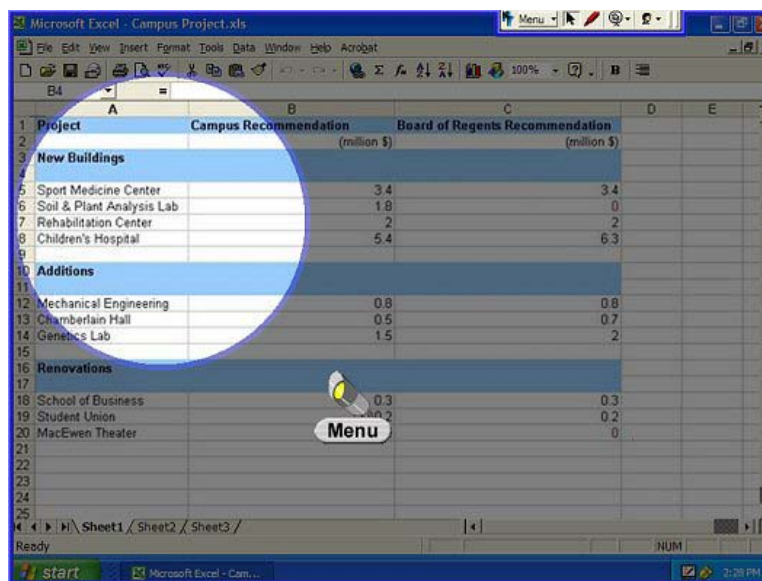 Microsoft Excel - Campus Project.xls
Menu
File Edit View Insert Format Tools Data Window Help Acrobat
100% B
B4 =
A B C D E
1 Project Campus Recommendation Board of Regents Recommendation
2 (million $) (million $)
3 New Buildings
4
5 Sport Medicine Center 3.4 3.4
6 Soil & Plant Analysis Lab 1.8 0
7 Rehabilitation Center 2 2
8 Children's Hospital 5.4 6.3
9
10 Additions
11
12 Mechanical Engineering 0.8 0.8
13 Chamberlain Hall 0.5 0.7
14 Genetics Lab 1.5 2
15
16 Renovations
17
18 School of Business 0.3 0.3
19 Student Union 0.2 0.2
20 MacEwen Theater 0
Menu
21
22
23
24
25
Sheet1 / Sheet2 / Sheet3 /
Ready NUM
start Microsoft Excel - Cam... 2:28 PM